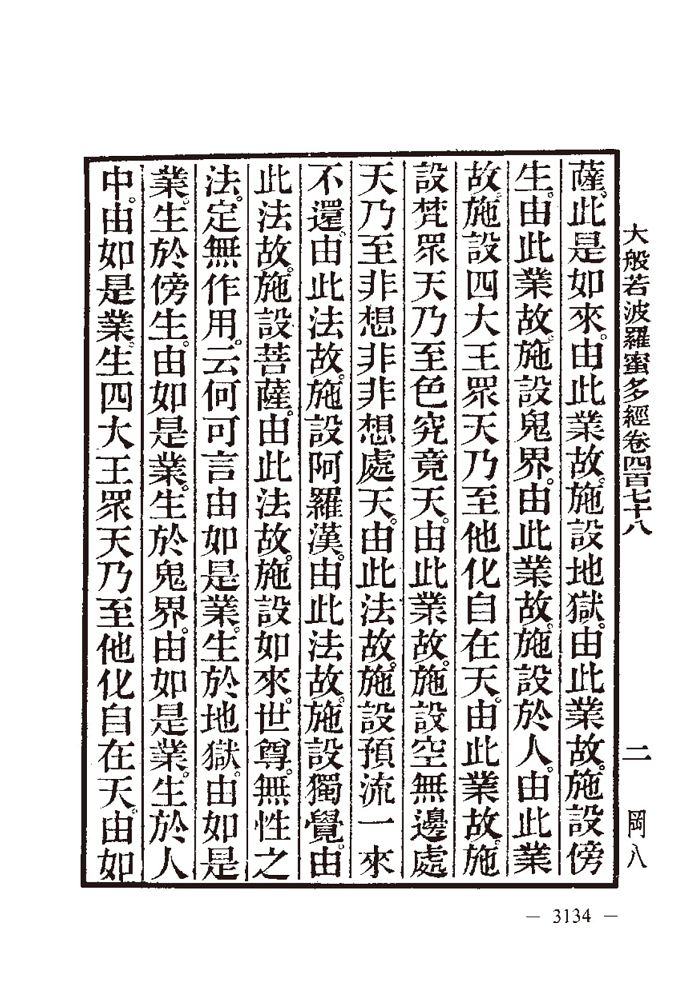 大般若波羅蜜多經卷四百七十八
二
岡八
薩。此是如來。由此業故。施設地獄。由此業故。施設傍
生。由此業故。施設鬼界。由此業故。施設於人。由此業
故。施設四大王眾天乃至他化自在天。由此業故。施
設梵眾天乃至色究竟天。由此業故。施設空無邊處
天乃至非想非非想處天。由此法故。施設預流一來
不還。由此法故。施設阿羅漢。由此法故。施設獨覺。由
此法故。施設菩薩。由此法故。施設如來。世尊。無性之
法。定無作用。云何可言由如是業。生於地獄。由如是
業。生於傍生。由如是業。生於鬼界。由如是業。生於人
中。由如是業。生四大王眾天乃至他化自在天。由如
— 3134 —